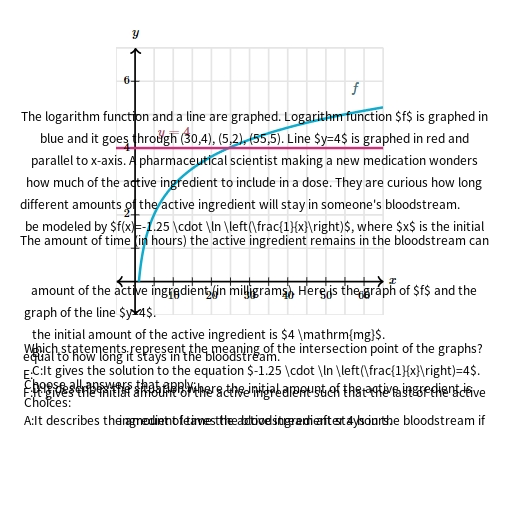 y
f
6
The logarithm function and a line are graphed. Logarithm function $f$ is graphed in
y = 4
blue and it goes through (30,4), (5,2), (55,5). Line $y=4$ is graphed in red and
4
parallel to x-axis. A pharmaceutical scientist making a new medication wonders
how much of the active ingredient to include in a dose. They are curious how long
different amounts of the active ingredient will stay in someone's bloodstream.
2
be modeled by $f(x)=-1.25 \cdot \ln \left(\frac{1}{x}\right)$, where $x$ is the initial
The amount of time (in hours) the active ingredient remains in the bloodstream can
x
amount of the active ingredient (in milligrams). Here is the graph of $f$ and the
10 20 30 40 50 60
graph of the line $y=4$.
the initial amount of the active ingredient is $4 \mathrm{mg}$.
Which statements represent the meaning of the intersection point of the graphs?
equal to how long it stays in the bloodstream.
C:It gives the solution to the equation $-1.25 \cdot \ln \left(\frac{1}{x}\right)=4$.
E:
Choose all answers that apply:
It describes the situation where the initial amount of the active ingredient is
F:It gives the initial amount of the active ingredient such that the last of the active
Choices:
A:It describes the amount of time the active ingredient stays in the bloodstream if
ingredient leaves the bloodstream after 4 hours.